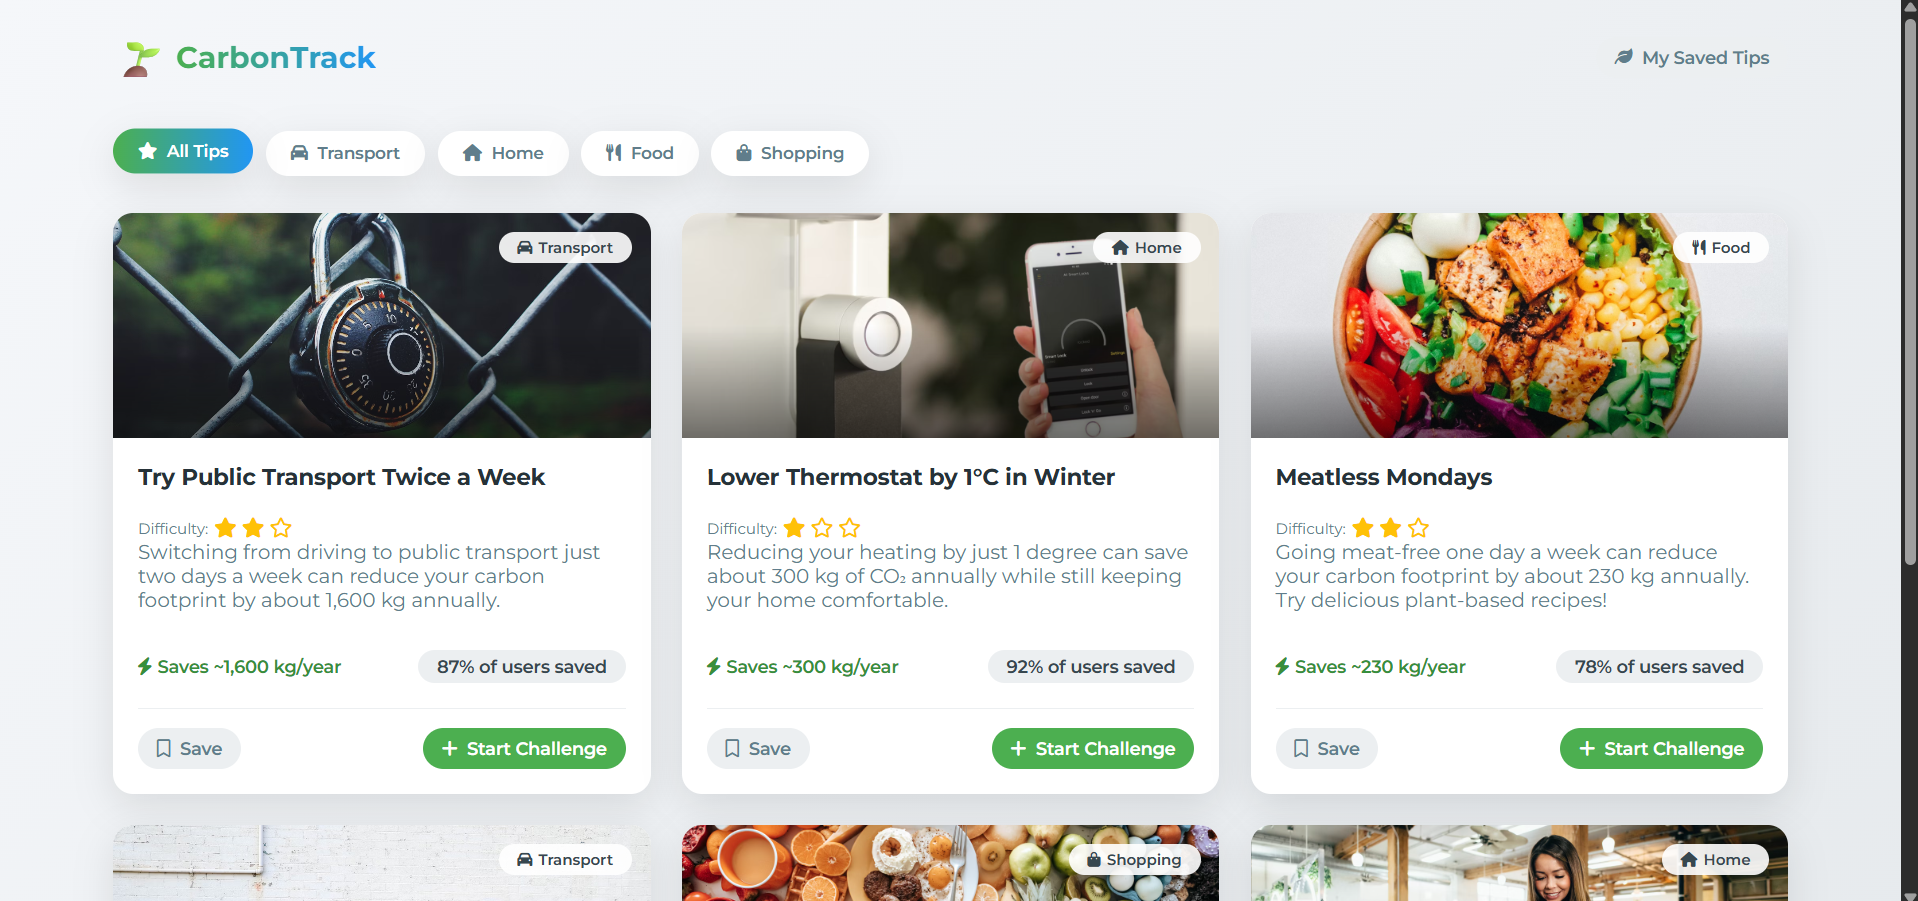 CarbonTrack
My Saved Tips
All Tips
Transport
Home
Food
Shopping
Transport
Home
Food
Try Public Transport Twice a Week
Difficulty:
Switching from driving to public transport just
two days a week can reduce your carbon
footprint by about 1,600 kg annually.
Saves ~1,600 kg/year
87% of users saved
Save
Start Challenge
Lower Thermostat by 1°C in Winter
Difficulty:
Reducing your heating by just 1 degree can save
about 300 kg of CO₂ annually while still keeping
your home comfortable.
Saves ~300 kg/year
92% of users saved
Save
Start Challenge
Meatless Mondays
Difficulty:
Going meat-free one day a week can reduce
your carbon footprint by about 230 kg annually.
Try delicious plant-based recipes!
Saves ~230 kg/year
78% of users saved
Save
Start Challenge
Transport
Shopping
Home